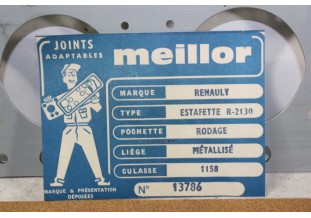 JOINTS
ADAPTABLES
meillor
MARQUE RENAULT
TYPE ESTAFETTE R-2130
POCHETTE RODAGE
LIÈGE MÉTALLISÉ
CULASSE 1158
N° 13786
MARQUE & PRÉSENTATION
DÉPOSÉES